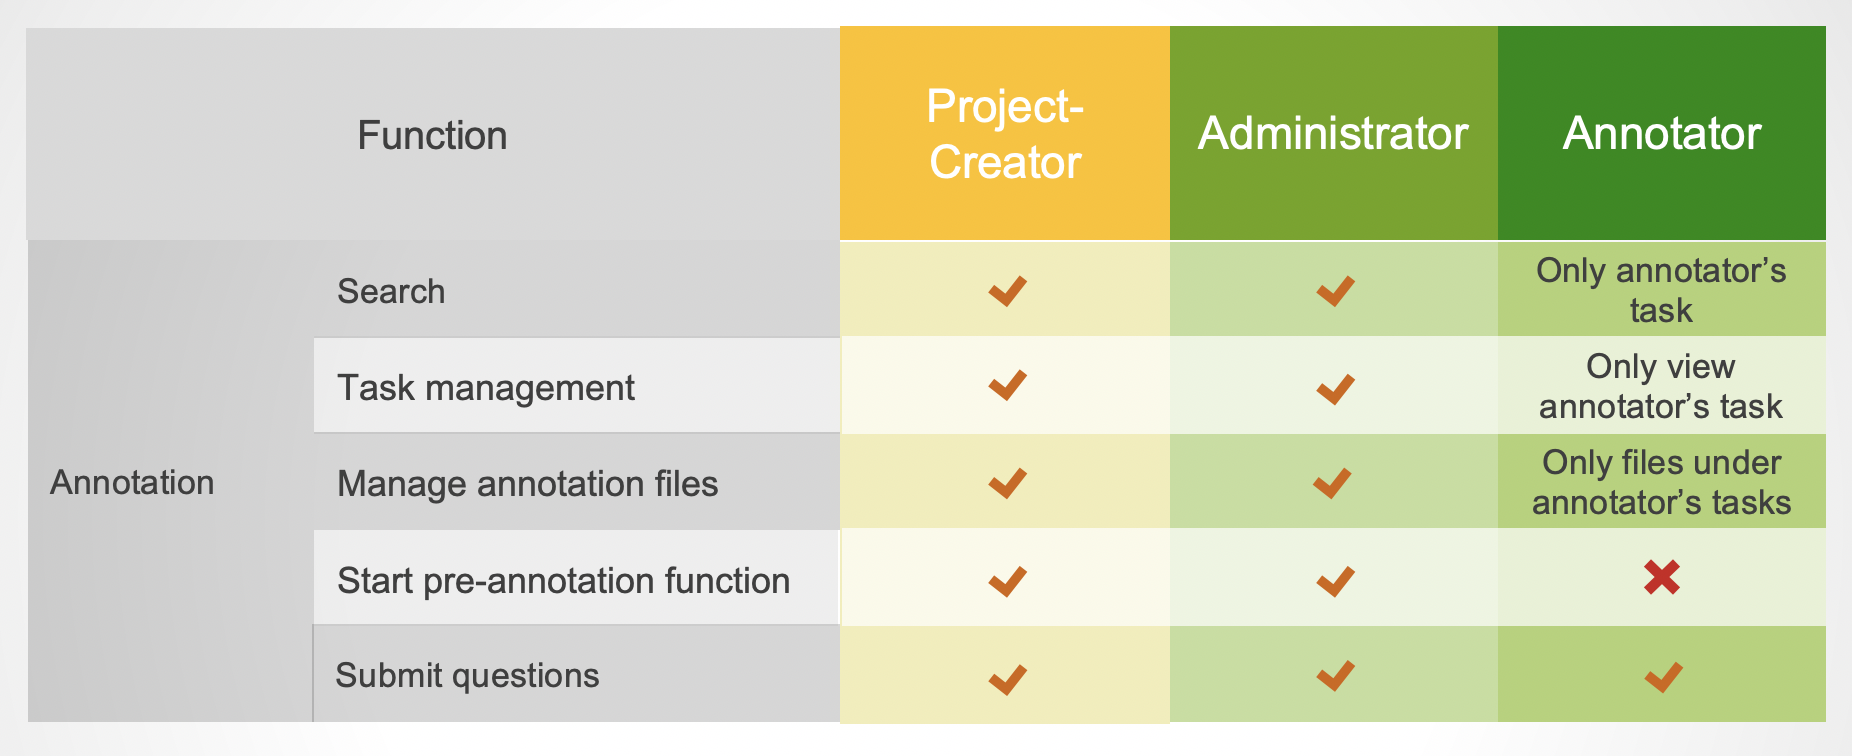 Function
Project-
Creator
Administrator
Annotator
Annotation
Search
Only annotator’s
task
Task management
Only view
annotator’s task
Manage annotation files
Only files under
annotator’s tasks
Start pre-annotation function
Submit questions